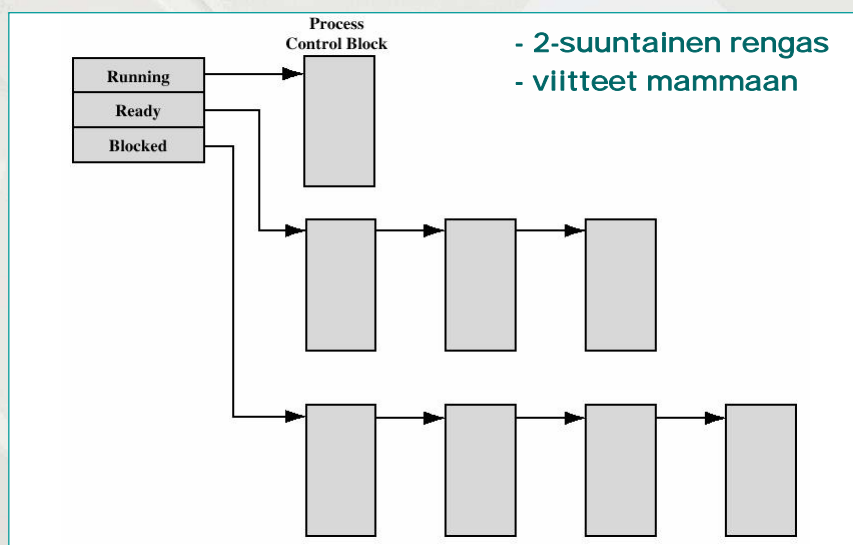 Process
Control Block
- 2-suuntainen rengas
- viitteet mammaan
Running
Ready
Blocked